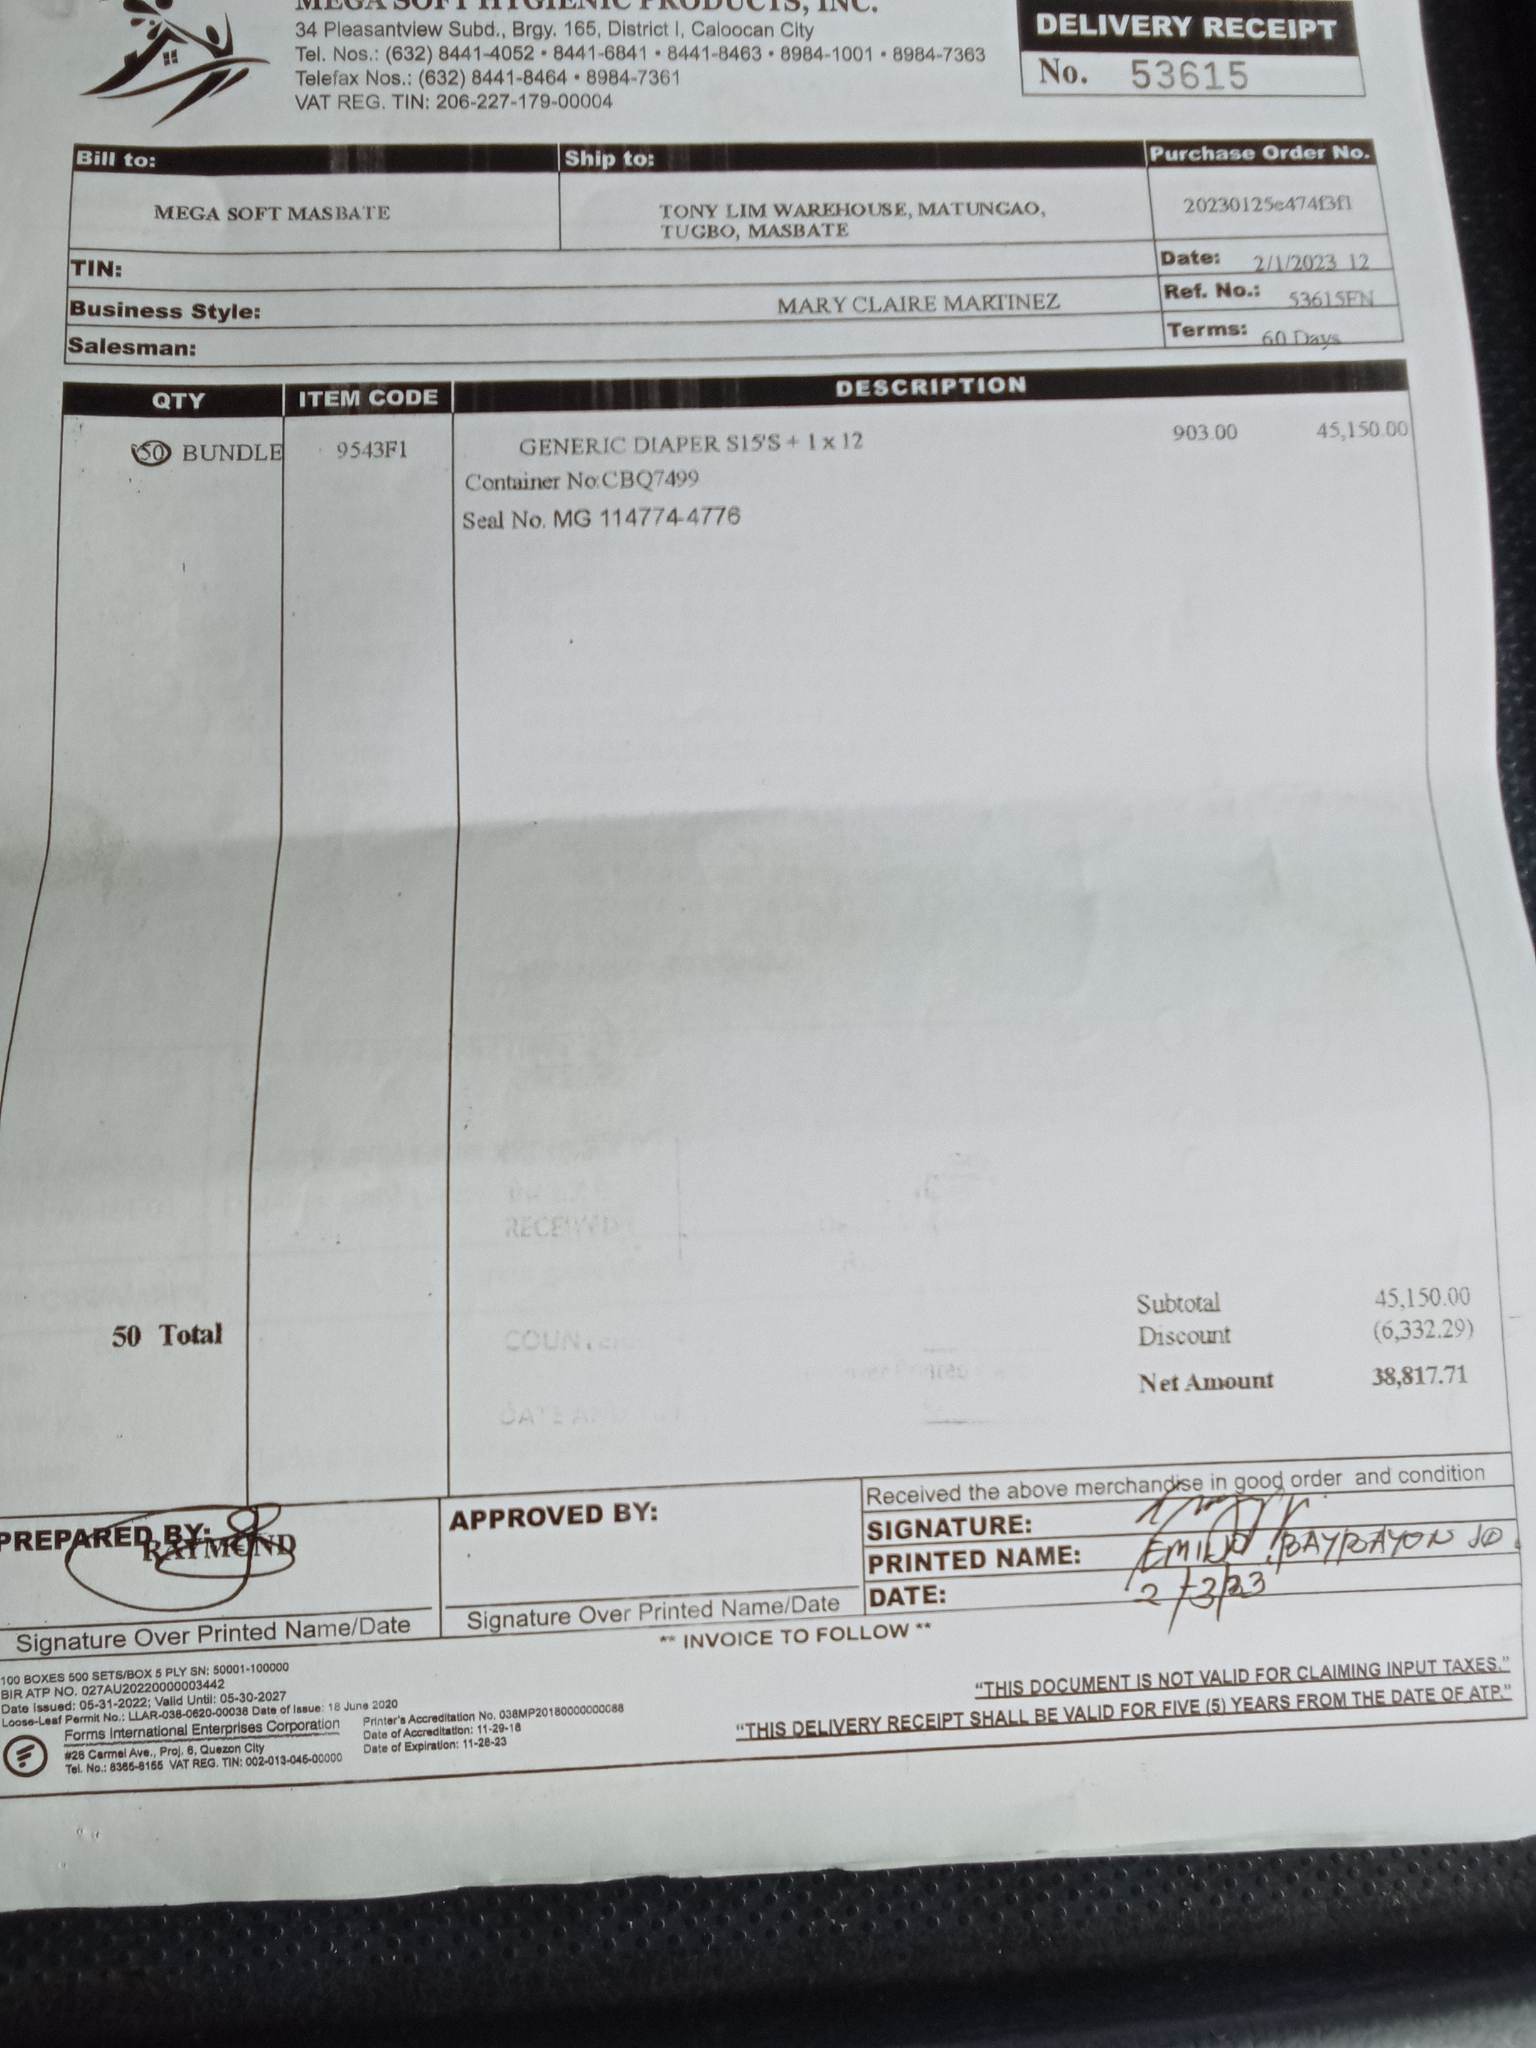 MEGA SOFT HYGIENIC PRODUCTS, INC.
34 Pleasantview Subd., Brgy. 165, District I, Caloocan City
Tel. Nos.: (632) 8441-4052 • 8441-6841 • 8441-8463 • 8984-1001 • 8984-7363
Telefax Nos.: (632) 8441-8464 • 8984-7361
VAT REG. TIN: 206-227-179-00004
DELIVERY RECEIPT
No. 53615
Bill to: Ship to: Purchase Order No.
MEGA SOFT MASBATE
TONY LIM WAREHOUSE, MATUNGAO,
TUGBO, MASBATE
20230125e474f3f1
TIN:
Date: 2/1/2023 12
Business Style: MARY CLAIRE MARTINEZ
Ref. No.: 53615FN
Salesman:
Terms: 60 Days
QTY ITEM CODE DESCRIPTION
50 BUNDLE 9543F1 GENERIC DIAPER S15'S + 1 x 12 903.00 45,150.00
Container No:CBQ7499
Seal No. MG 114774-4776
Subtotal 45,150.00
50 Total Discount (6,332.29)
Net Amount 38,817.71
PREPARED BY:
RAYMOND
Signature Over Printed Name/Date
APPROVED BY:
Signature Over Printed Name/Date
Received the above merchandise in good order and condition
SIGNATURE:
PRINTED NAME: BAYBAYON
DATE: 2/3/23
** INVOICE TO FOLLOW **
100 BOXES 500 SETS/BOX 5 PLY SN: 50001-100000
BIR ATP NO. 027AU20220000003442
Date Issued: 05-31-2022; Valid Until: 05-30-2027
Loose-Leaf Permit No.: LLAR-038-0620-00038 Date of Issue: 18 June 2020
Forms International Enterprises Corporation
#28 Carmel Ave., Proj. 6, Quezon City
Tel. No.: 8365-8155 VAT REG. TIN: 002-013-045-00000
Printer's Accreditation No. 038MP20180000000088
Date of Accreditation: 11-29-18
Date of Expiration: 11-28-23
"THIS DOCUMENT IS NOT VALID FOR CLAIMING INPUT TAXES."
"THIS DELIVERY RECEIPT SHALL BE VALID FOR FIVE (5) YEARS FROM THE DATE OF ATP."